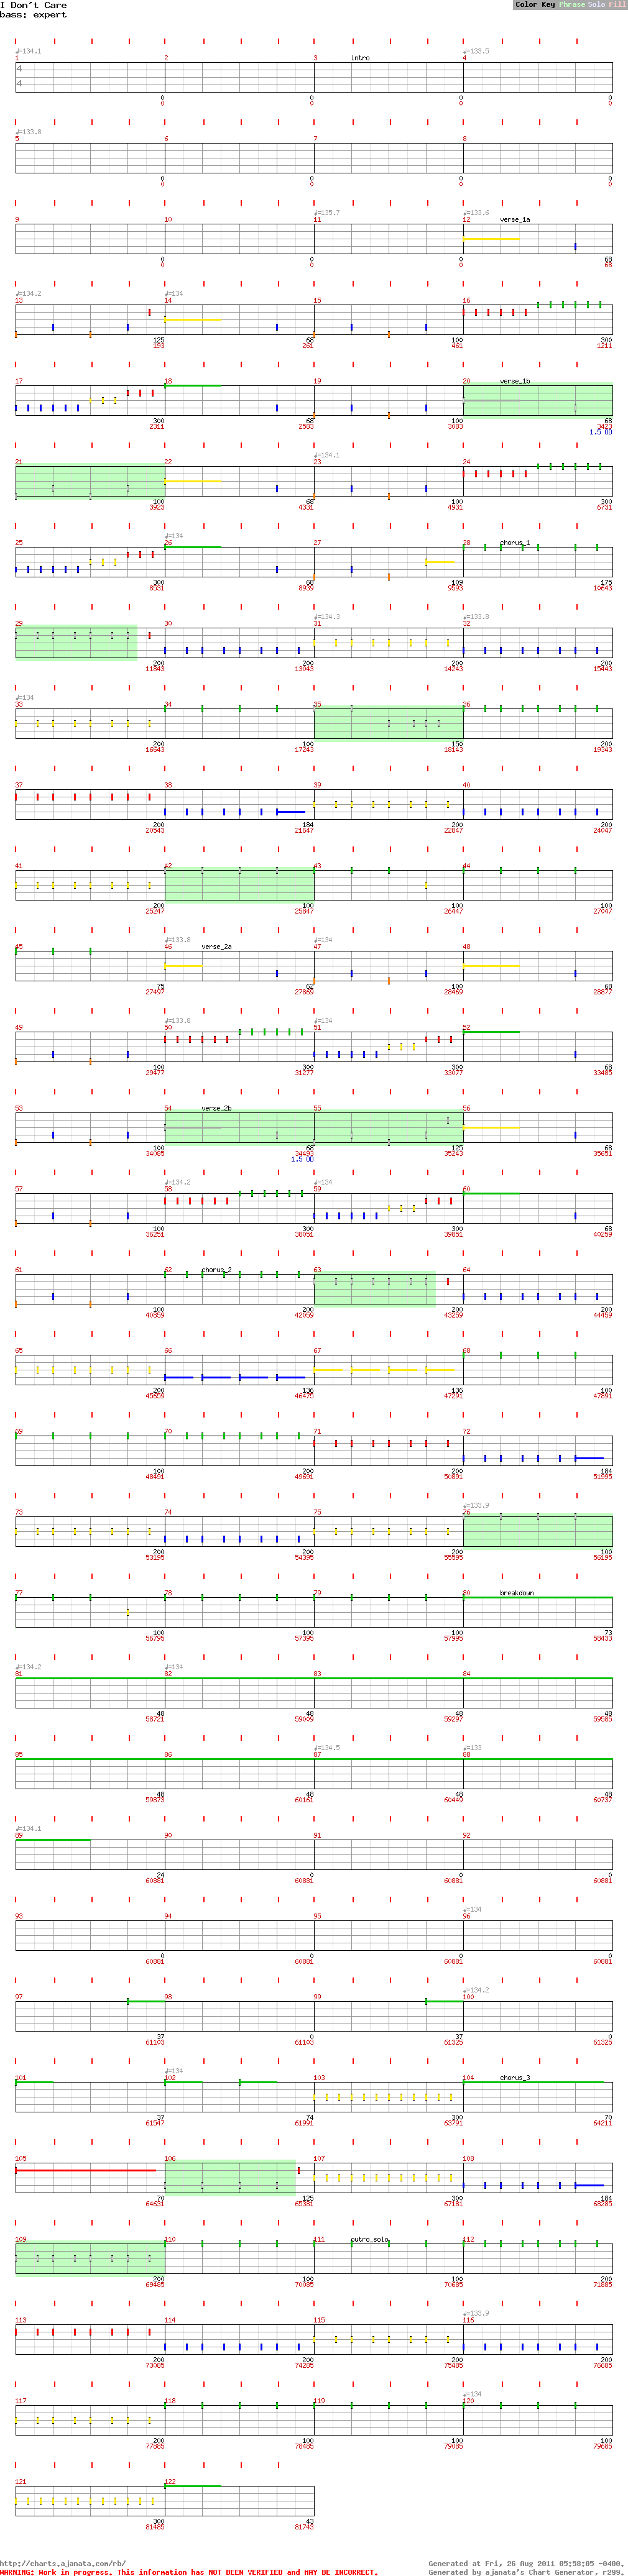 I Don't Care
Color Key Phrase Solo Fill
bass: expert
♩=134.1 ♩=133.5
1 2 3 intro 4
4
4
0 0 0 0
0 0 0 0
♩=133.8
5 6 7 8
0 0 0 0
0 0 0 0
♩=135.7 ♩=133.6
9 10 11 12 verse_1a
0 0 0 68
0 0 0 68
♩=134.2 ♩=134
13 14 15 16
125 68 100 300
193 261 461 1211
17 18 19 20 verse_1b
300 68 100 68
2311 2583 3083 3423
1.5 OD
♩=134.1
21 22 23 24
100 68 100 300
3923 4331 4931 6731
♩=134
25 26 27 28 chorus_1
300 68 109 175
8531 8939 9593 10643
♩=134.3 ♩=133.8
29 30 31 32
200 200 200 200
11843 13043 14243 15443
♩=134
33 34 35 36
200 100 150 200
16643 17243 18143 19343
37 38 39 40
200 184 200 200
20543 21647 22847 24047
41 42 43 44
200 100 100 100
25247 25847 26447 27047
♩=133.8 ♩=134
45 46 verse_2a 47 48
75 62 100 68
27497 27869 28469 28877
♩=133.8 ♩=134
49 50 51 52
100 300 300 68
29477 31277 33077 33485
53 54 verse_2b 55 56
100 68 125 68
34085 34493 35243 35651
1.5 OD
♩=134.2 ♩=134
57 58 59 60
100 300 300 68
36251 38051 39851 40259
61 62 chorus_2 63 64
100 200 200 200
40859 42059 43259 44459
65 66 67 68
200 136 136 100
45659 46475 47291 47891
69 70 71 72
100 200 200 184
48491 49691 50891 51995
♩=133.9
73 74 75 76
200 200 200 100
53195 54395 55595 56195
77 78 79 80 breakdown
100 100 100 73
56795 57395 57995 58433
♩=134.2 ♩=134
81 82 83 84
48 48 48 48
58721 59009 59297 59585
♩=134.5 ♩=133
85 86 87 88
48 48 48 48
59873 60161 60449 60737
♩=134.1
89 90 91 92
24 0 0 0
60881 60881 60881 60881
♩=134
93 94 95 96
0 0 0 0
60881 60881 60881 60881
♩=134.2
97 98 99 100
37 0 37 0
61103 61103 61325 61325
♩=134
101 102 103 104 chorus_3
37 74 300 70
61547 61991 63791 64211
105 106 107 108
70 125 300 184
64631 65381 67181 68285
109 110 111 outro_solo 112
200 100 100 200
69485 70085 70685 71885
♩=133.9
113 114 115 116
200 200 200 200
73085 74285 75485 76685
♩=134
117 118 119 120
200 100 100 100
77885 78485 79085 79685
121 122
300 43
81485 81743
http://charts.ajanata.com/rb/
Generated at Fri, 26 Aug 2011 05:58:05 -0400.
WARNING: Work in progress. This information has NOT BEEN VERIFIED and MAY BE INCORRECT.
Generated by ajanata's Chart Generator, r299.